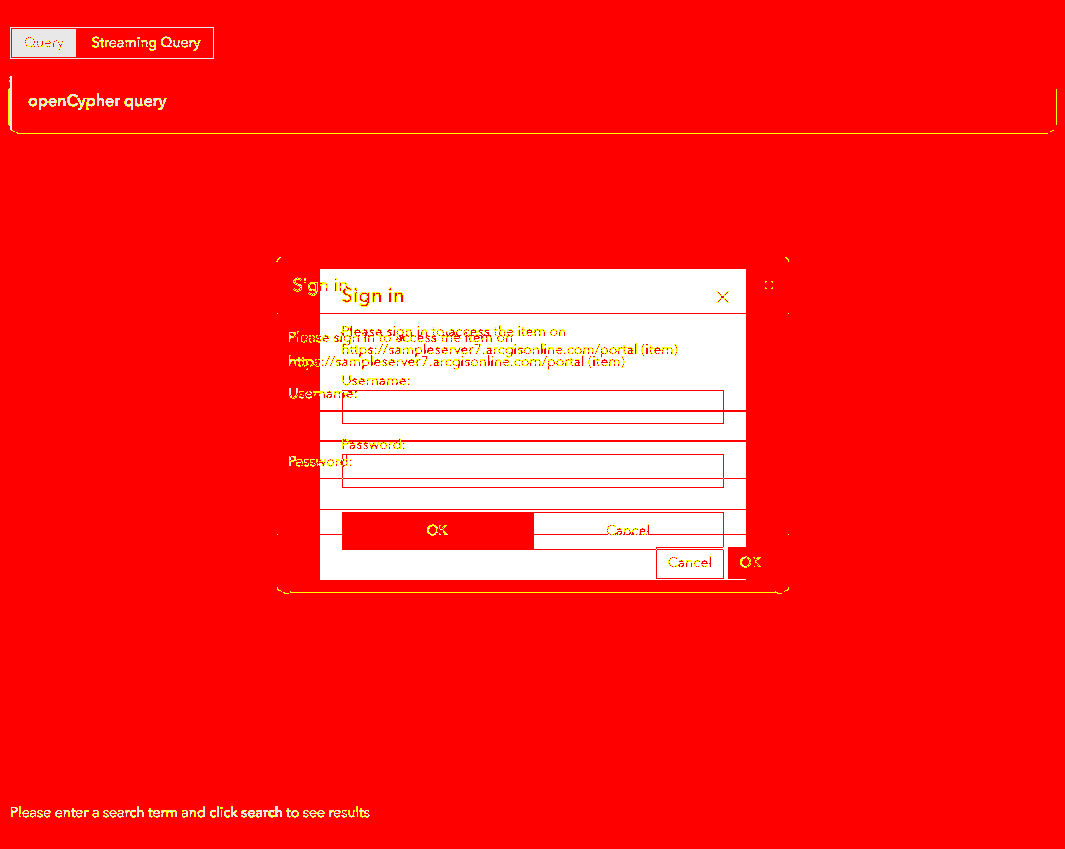 Query
Streaming Query
openCypher query
Sign in
Sign in
Please sign in to access the item on
https://sampleserver7.arcgisonline.com/portal (item)
Please sign in to access the item on
https://sampleserver7.arcgisonline.com/portal (item)
Username:
Username:
Password:
Password:
OK
Cancel
Cancel
OK
Please enter a search term and click search to see results